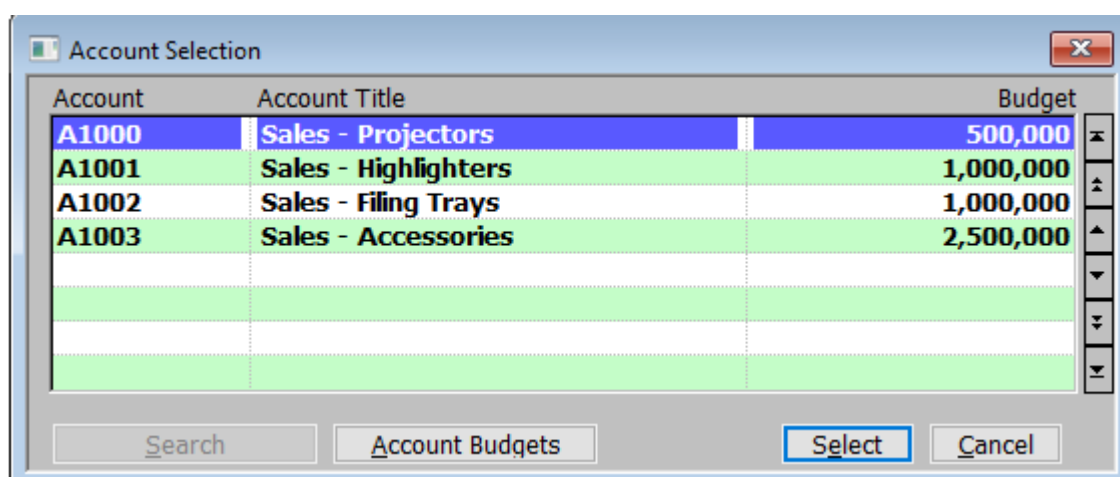 Account Selection
Account Account Title Budget
A1000 Sales - Projectors 500,000
A1001 Sales - Highlighters 1,000,000
A1002 Sales - Filing Trays 1,000,000
A1003 Sales - Accessories 2,500,000
Search Account Budgets Select Cancel